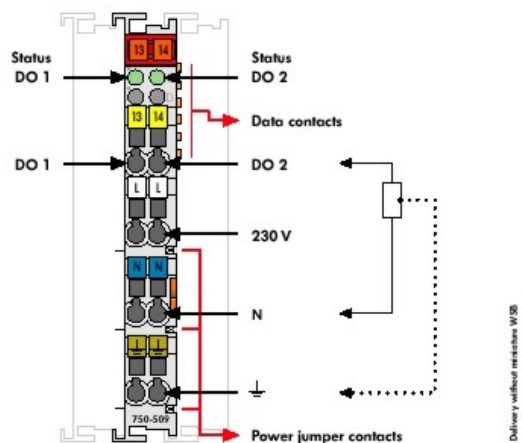 13 14
Status
DO 1
Status
DO 2
Data contacts
13 14
DO 1
DO 2
L L
230 V
N N
N
750-509
Power jumper contacts
Delivery without miniature WSB